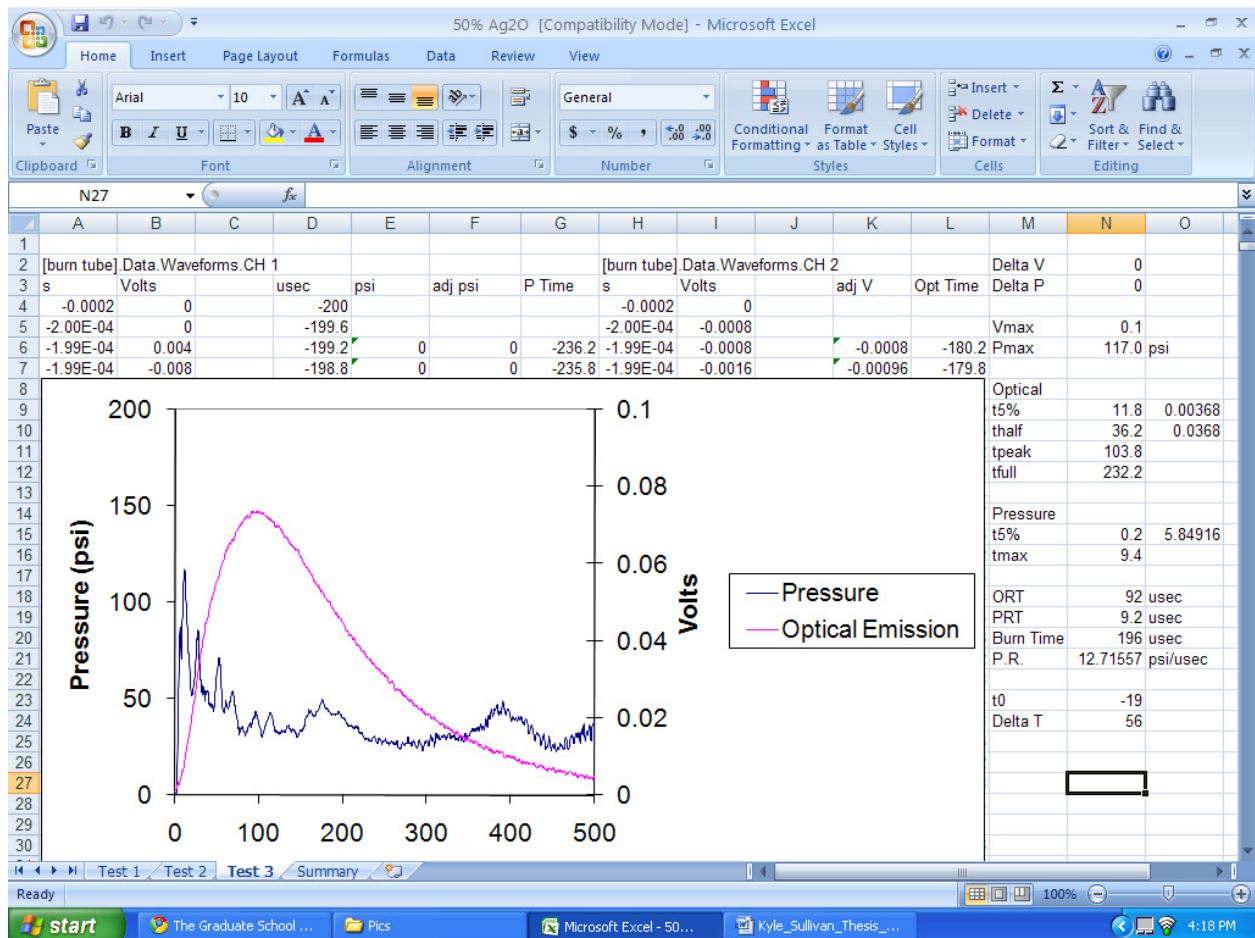 50% Ag2O [Compatibility Mode] - Microsoft Excel
Home Insert Page Layout Formulas Data Review View
Paste
Arial 10 A A
B I U A
General
$ % , .0 .00 .00 .0
Conditional Formatting as Table Cell Styles
Insert
Delete
Format
Σ
Sort & Filter Find & Select
Clipboard Font Alignment Number Styles Cells Editing
N27 fx
A B C D E F G H I J K L M N O
1
2 [burn tube].Data.Waveforms.CH 1 [burn tube].Data.Waveforms.CH 2 Delta V 0
3 s Volts usec psi adj psi P Time s Volts adj V Opt Time Delta P 0
4 -0.0002 0 -200 -0.0002 0
5 -2.00E-04 0 -199.6 -2.00E-04 -0.0008 Vmax 0.1
6 -1.99E-04 0.004 -199.2 0 0 -236.2 -1.99E-04 -0.0008 -0.0008 -180.2 Pmax 117.0 psi
7 -1.99E-04 -0.008 -198.8 0 0 -235.8 -1.99E-04 -0.0016 -0.00096 -179.8
8 Optical
9 t5% 11.8 0.00368
10 thalf 36.2 0.0368
11 tpeak 103.8
12 tfull 232.2
13
14 Pressure
15 t5% 0.2 5.84916
16 tmax 9.4
17
18 ORT 92 usec
19 PRT 9.2 usec
20 Burn Time 196 usec
21 P.R. 12.71557 psi/usec
22
23 t0 -19
24 Delta T 56
25
26
27
28
29
30
200 0.1
0.08
150
0.06
100
0.04
50
0.02
0 0
Pressure (psi)
Volts
Pressure
Optical Emission
0 100 200 300 400 500
Test 1 Test 2 Test 3 Summary
Ready 100%
start The Graduate School ... Pics Microsoft Excel - 50... Kyle_Sullivan_Thesis_... 4:18 PM